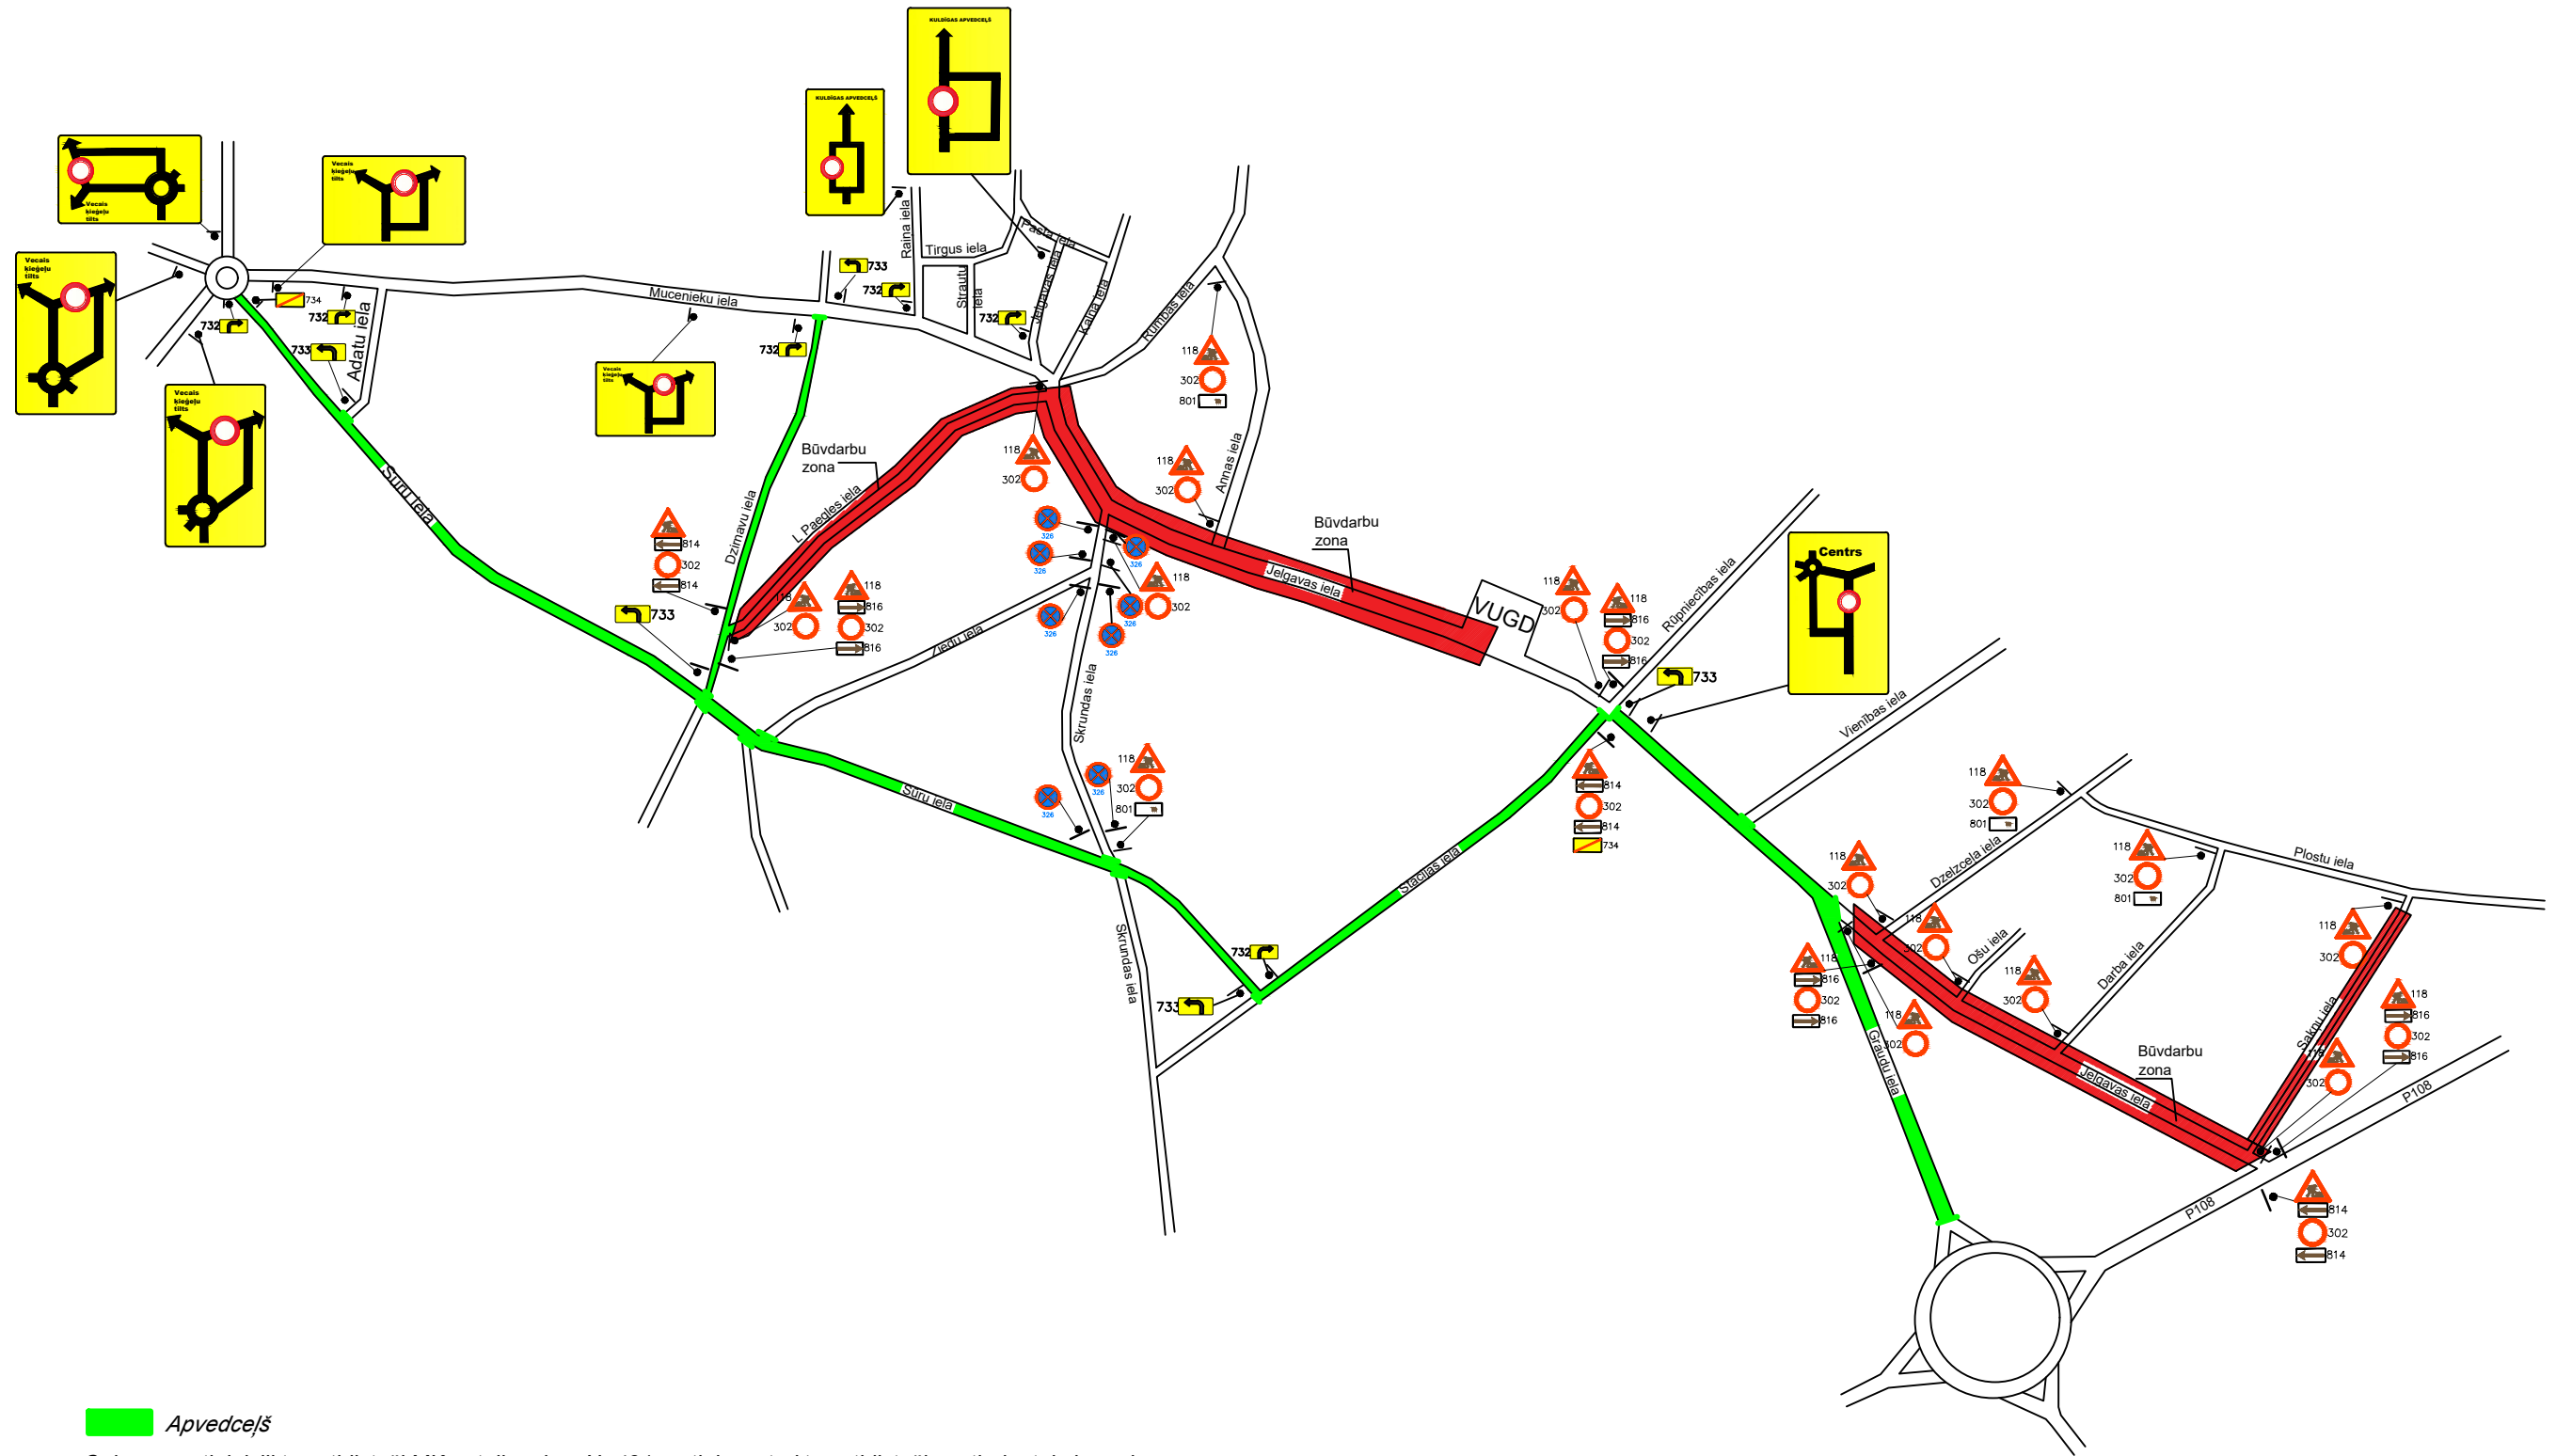 KULDĪGAS APVEDCEĻŠ
KULDĪGAS APVEDCEĻŠ
Vecais
ķieģeļu
tilts
Vecais
ķieģeļu
tilts
Vecais
ķieģeļu
tilts
Vecais
ķieģeļu
tilts
Vecais
ķieģeļu
tilts
Raiņa iela
Tirgus iela
Pasta iela
Strautu
iela
Jelgavas iela
Kalna iela
Rumbas iela
Mucenieku iela
Adatu iela
733
732
732
734
732
732
733
732
118
302
801
Sūru iela
Dzirnavu iela
L Paegles iela
Būvdarbu
zona
118
302
118
302
Annas iela
118
814
302
814
733
118
302
118
816
302
816
326
326
326
326
326
326
118
302
Būvdarbu
zona
Jelgavas iela
VUGD
Ziedu iela
Skrundas iela
118
302
118
816
302
816
733
Rūpniecības iela
Centrs
Vienības iela
Sūru iela
326
326
118
302
801
118
814
302
814
734
Stacijas iela
Skrundas iela
732
733
118
302
801
Dzelzceļa iela
118
302
801
Plostu iela
118
302
118
302
Ošu iela
118
302
Darba iela
118
302
118
816
302
816
118
302
118
816
302
816
118
302
Graudu iela
Sakņu iela
Būvdarbu
zona
Jelgavas iela
P108
P108
118
814
302
814
Apvedceļš